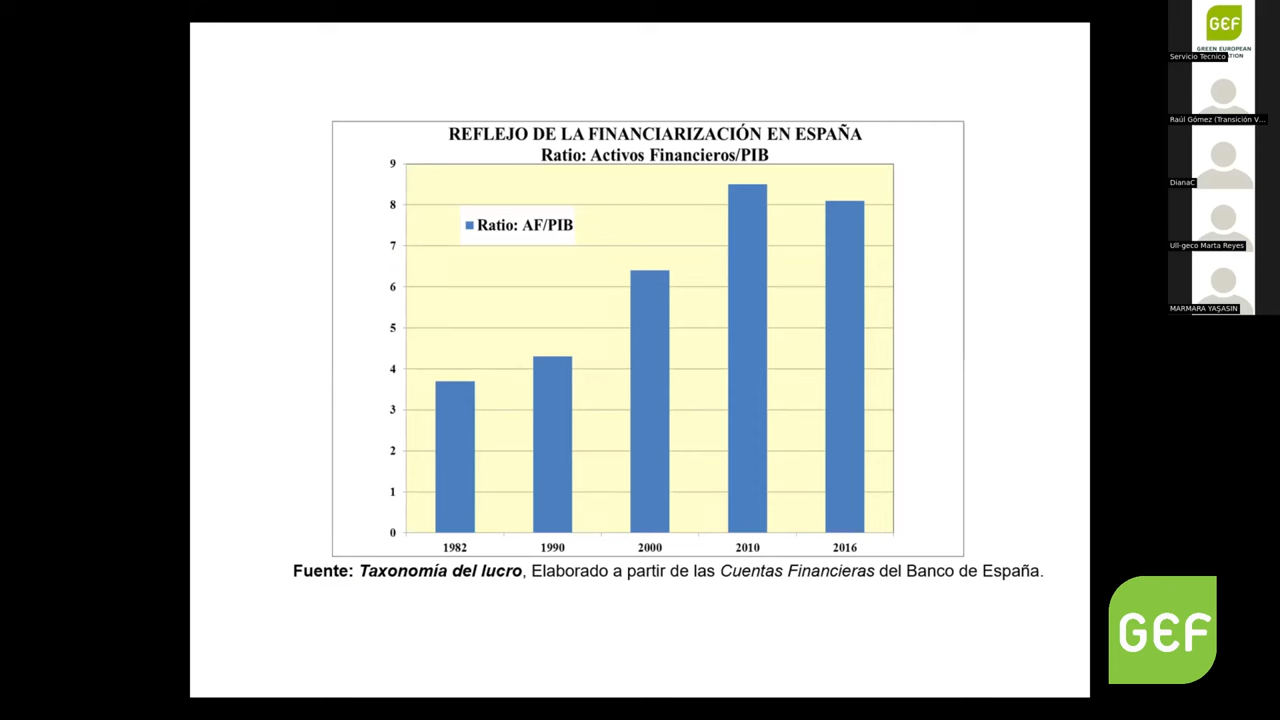 REFLEJO DE LA FINANCIARIZACIÓN EN ESPAÑA
Ratio: Activos Financieros/PIB
9
8
7
6
5
4
3
2
1
0
Ratio: AF/PIB
1982 1990 2000 2010 2016
Fuente: Taxonomía del lucro, Elaborado a partir de las Cuentas Financieras del Banco de España.
GEF
GREEN EUROPEAN
Servicio Tecnico
Raúl Gómez (Transición V...
DianaC
Ull-geco Marta Reyes
MARMARA YAŞASIN
GEF